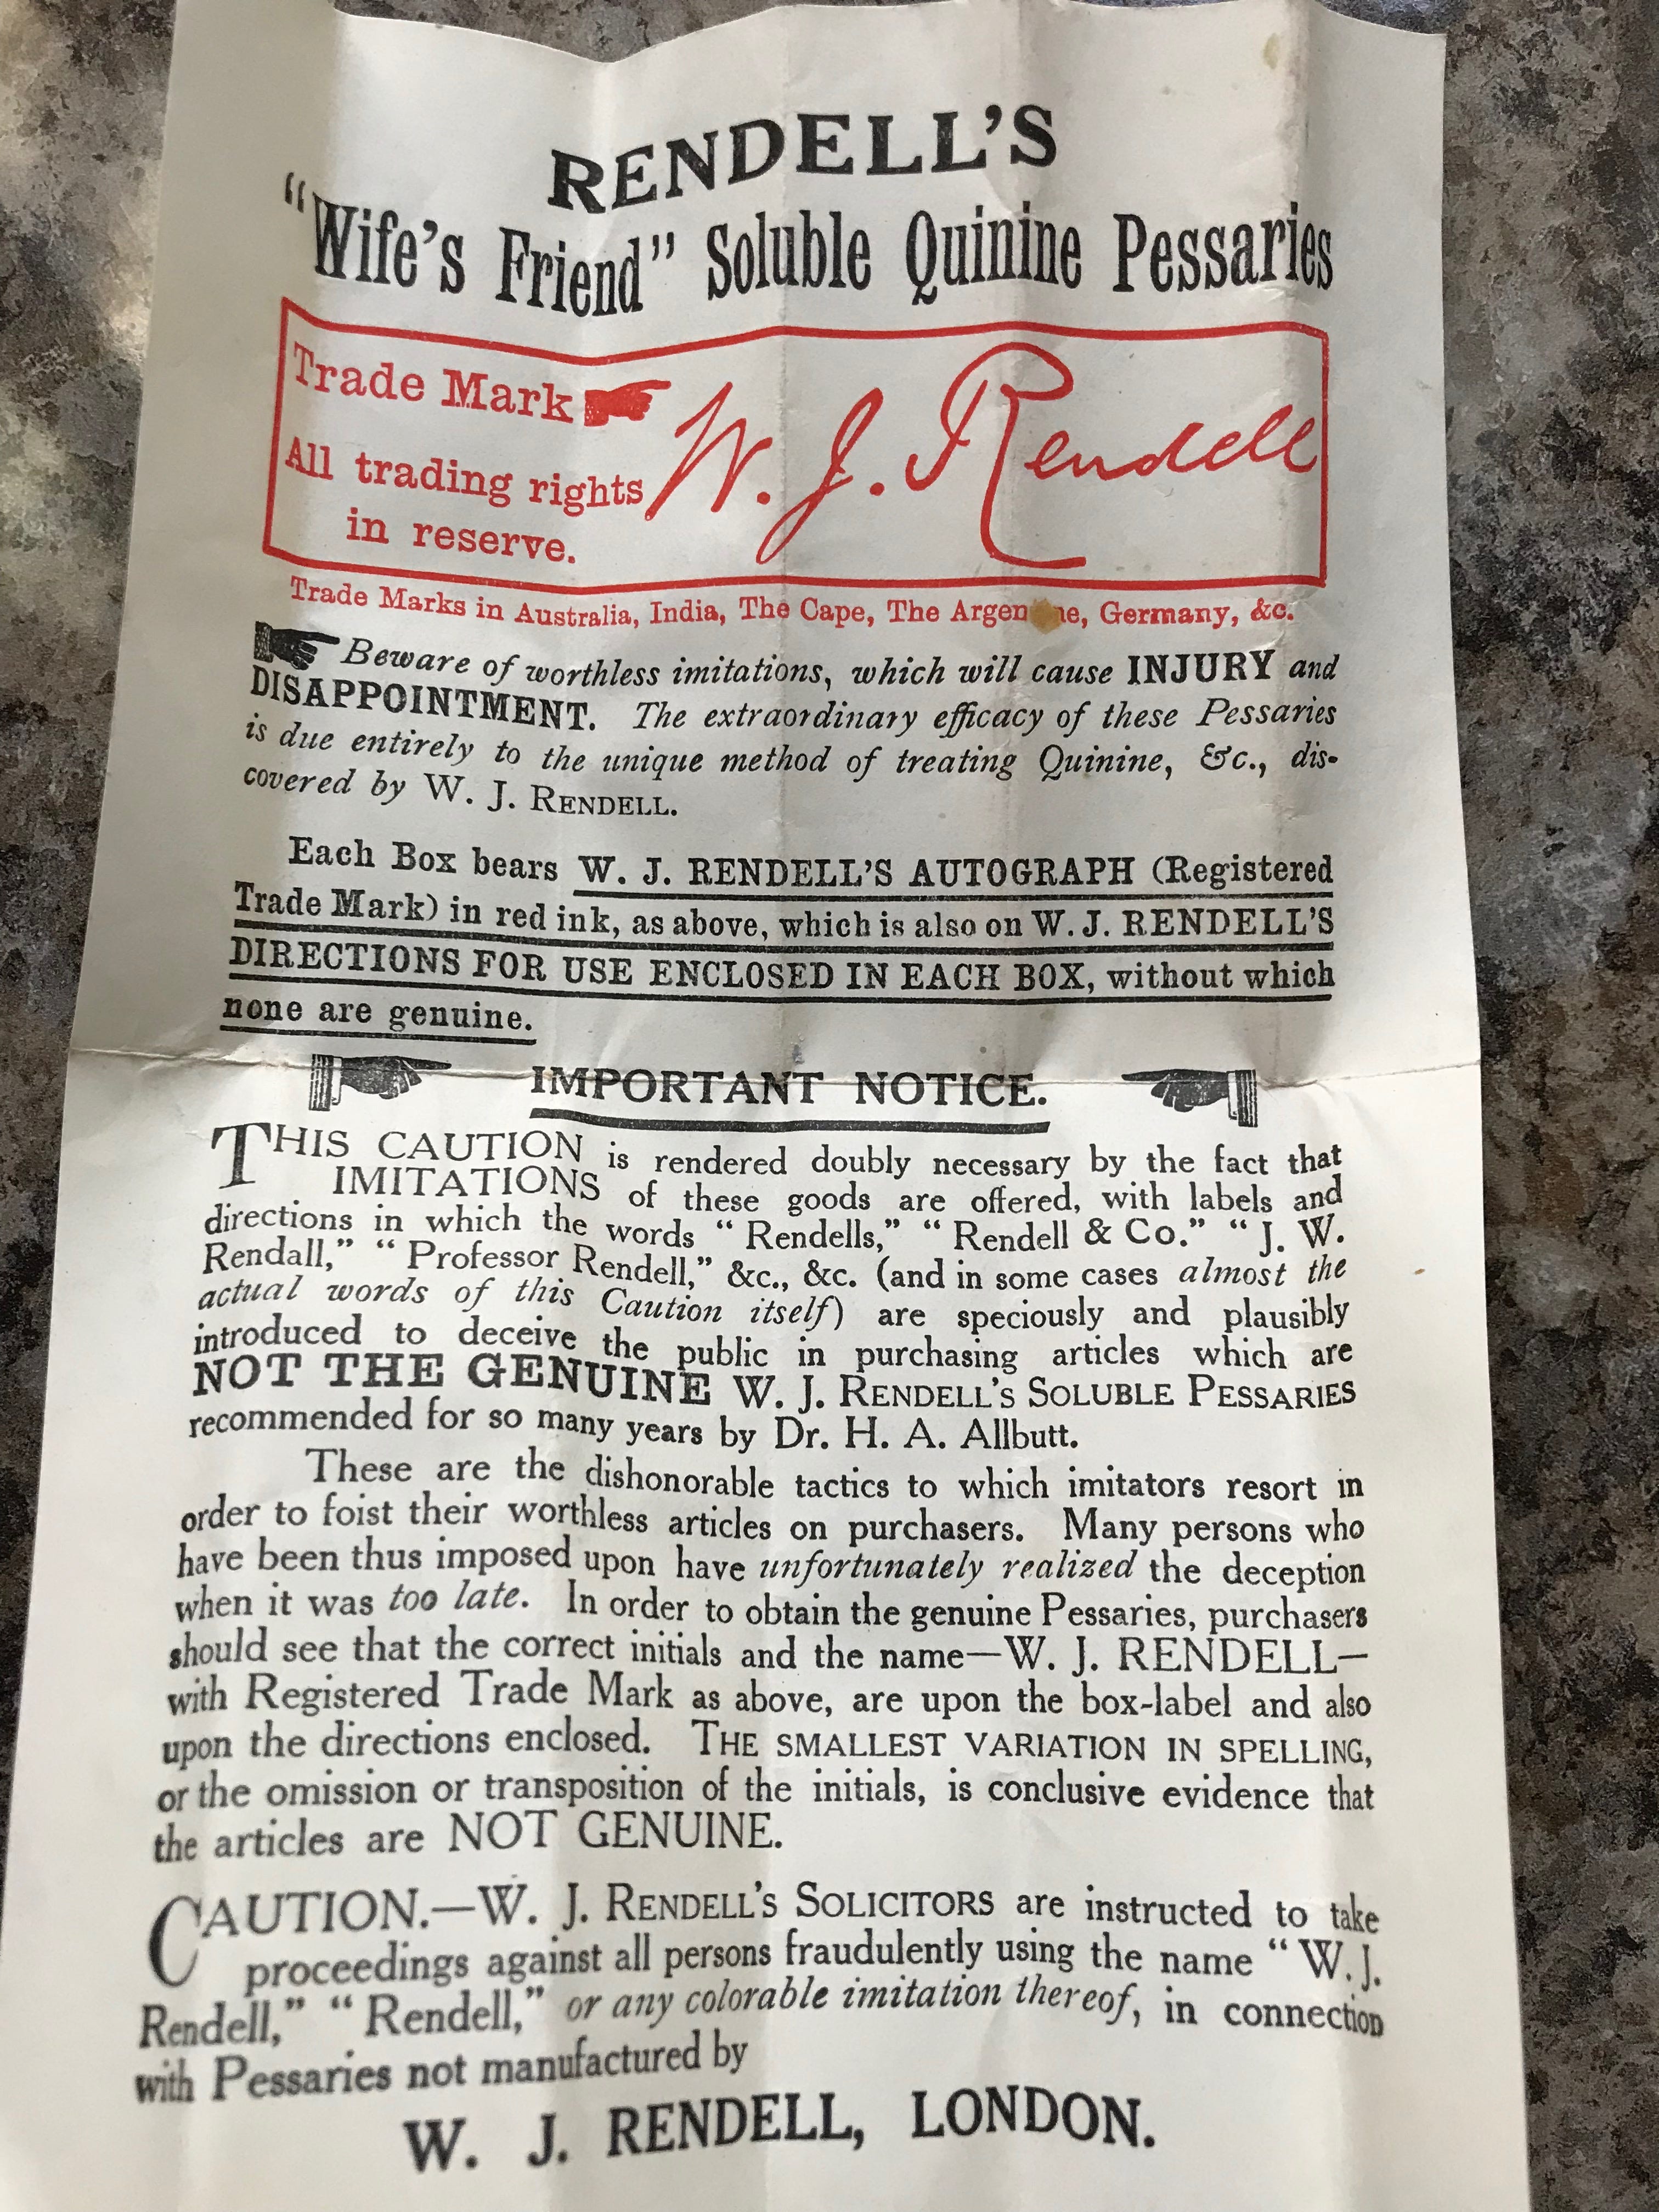 RENDELL'S
"Wife's Friend" Soluble Quinine Pessaries
Trade Mark
All trading rights
in reserve.
W. J. Rendell
Trade Marks in Australia, India, The Cape, The Argen ne, Germany, &c.
Beware of worthless imitations, which will cause INJURY and
DISAPPOINTMENT. The extraordinary efficacy of these Pessaries
is due entirely to the unique method of treating Quinine, &c., dis-
covered by W. J. RENDELL.
Each Box bears W. J. RENDELL'S AUTOGRAPH (Registered
Trade Mark) in red ink, as above, which is also on W. J. RENDELL'S
DIRECTIONS FOR USE ENCLOSED IN EACH BOX, without which
none are genuine.
IMPORTANT NOTICE.
THIS CAUTION is rendered doubly necessary by the fact that
IMITATIONS of these goods are offered, with labels and
directions in which the words "Rendells," "Rendell & Co." "J. W.
Rendall," "Professor Rendell," &c., &c. (and in some cases almost the
actual words of this Caution itself) are speciously and plausibly
introduced to deceive the public in purchasing articles which are
NOT THE GENUINE W. J. RENDELL'S SOLUBLE PESSARIES
recommended for so many years by Dr. H. A. Allbutt.
These are the dishonorable tactics to which imitators resort in
order to foist their worthless articles on purchasers. Many persons who
have been thus imposed upon have unfortunately realized the deception
when it was too late. In order to obtain the genuine Pessaries, purchasers
should see that the correct initials and the name—W. J. RENDELL—
with Registered Trade Mark as above, are upon the box-label and also
upon the directions enclosed. THE SMALLEST VARIATION IN SPELLING,
or the omission or transposition of the initials, is conclusive evidence that
the articles are NOT GENUINE.
CAUTION.—W. J. RENDELL'S SOLICITORS are instructed to take
proceedings against all persons fraudulently using the name "W. J.
Rendell," "Rendell," or any colorable imitation thereof, in connection
with Pessaries not manufactured by
W. J. RENDELL, LONDON.